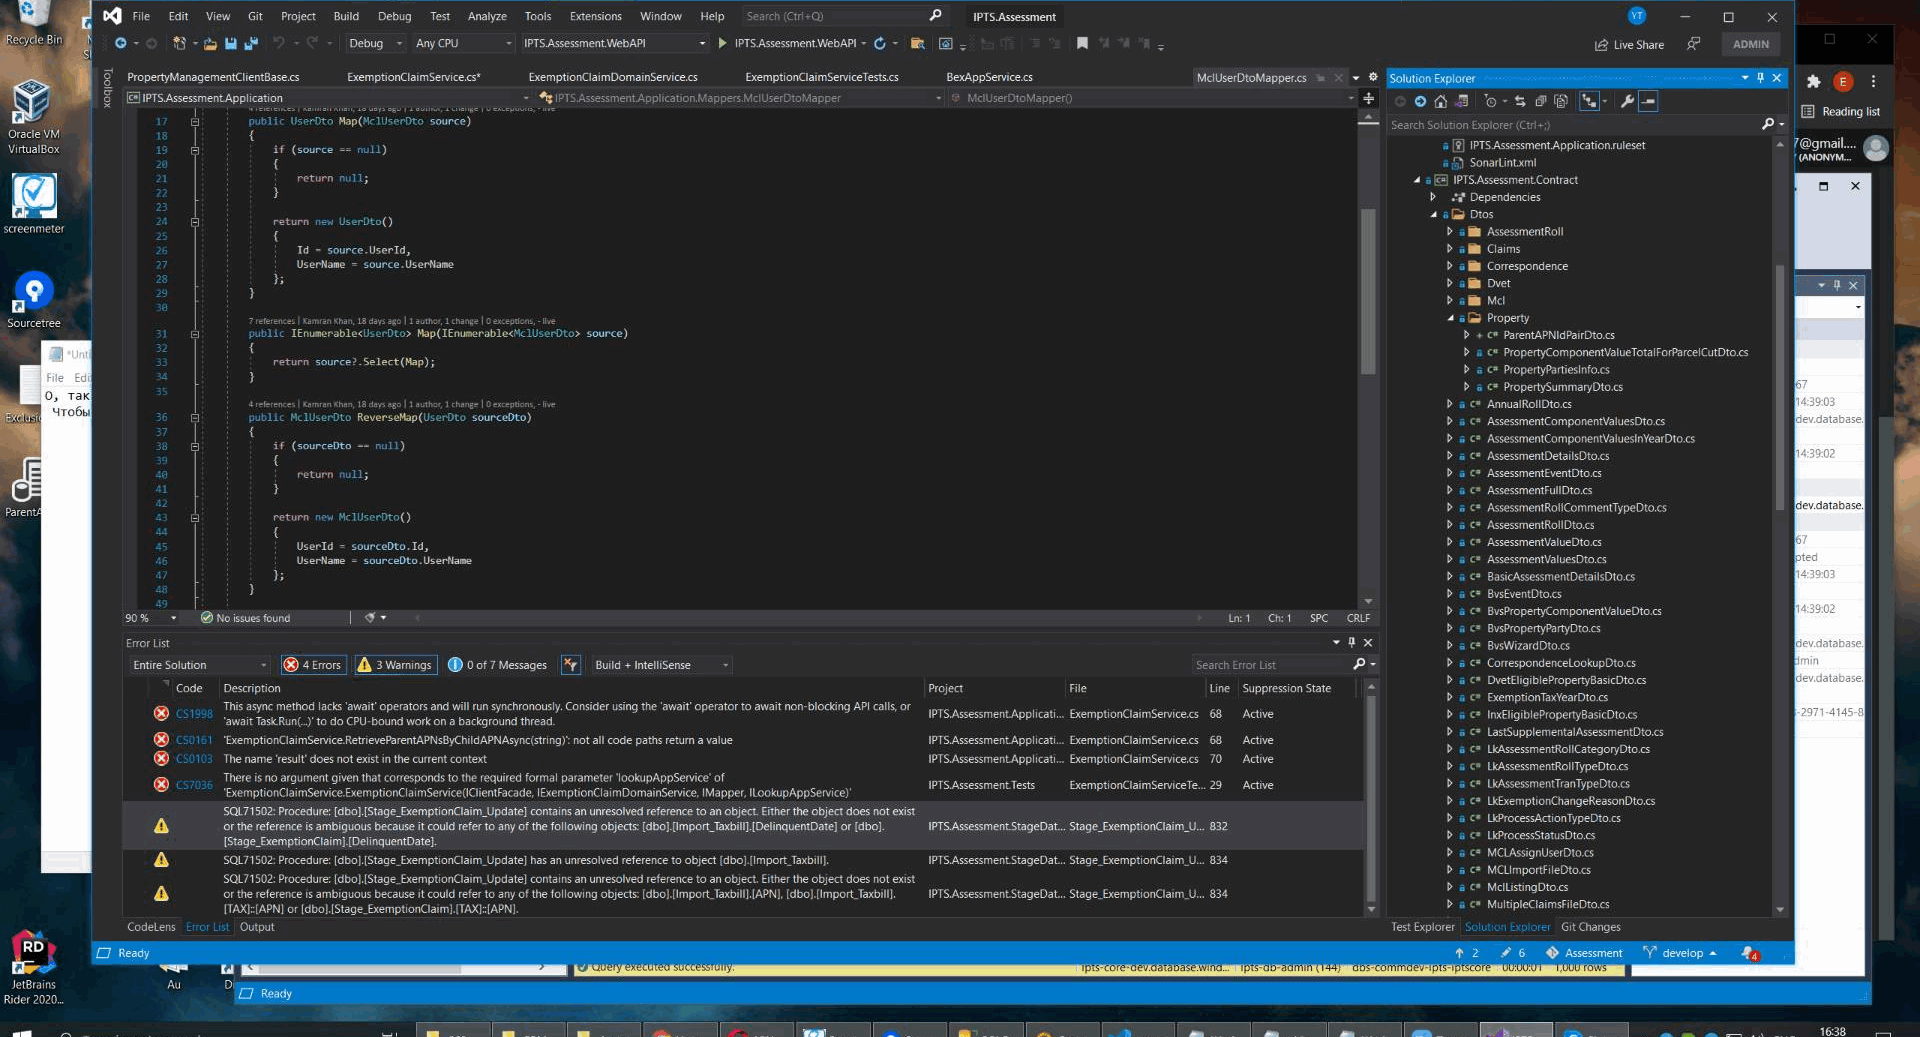 File Edit View Git Project Build Debug Test Analyze Tools Extensions Window Help Search (Ctrl+Q) IPTS.Assessment YT
Debug Any CPU IPTS.Assessment.WebAPI IPTS.Assessment.WebAPI Live Share ADMIN
PropertyManagementClientBase.cs ExemptionClaimService.cs* ExemptionClaimDomainService.cs ExemptionClaimServiceTests.cs BexAppService.cs MclUserDtoMapper.cs
IPTS.Assessment.Application IPTS.Assessment.Application.Mappers.MclUserDtoMapper MclUserDtoMapper()
Toolbox
4 references | Kamran Khan, 18 days ago | 1 author, 1 change | 0 exceptions, - live
17 public UserDto Map(MclUserDto source)
18 {
19 if (source == null)
20 {
21 return null;
22 }
23
24 return new UserDto()
25 {
26 Id = source.UserId,
27 UserName = source.UserName
28 };
29 }
30
7 references | Kamran Khan, 18 days ago | 1 author, 1 change | 0 exceptions, - live
31 public IEnumerable<UserDto> Map(IEnumerable<MclUserDto> source)
32 {
33 return source?.Select(Map);
34 }
35
4 references | Kamran Khan, 18 days ago | 1 author, 1 change | 0 exceptions, - live
36 public MclUserDto ReverseMap(UserDto sourceDto)
37 {
38 if (sourceDto == null)
39 {
40 return null;
41 }
42
43 return new MclUserDto()
44 {
45 UserId = sourceDto.Id,
46 UserName = sourceDto.UserName
47 };
48 }
49
90 % No issues found Ln: 1 Ch: 1 SPC CRLF
Error List
Entire Solution 4 Errors 3 Warnings 0 of 7 Messages Build + IntelliSense Search Error List
Code Description Project File Line Suppression State
CS1998 This async method lacks 'await' operators and will run synchronously. Consider using the 'await' operator to await non-blocking API calls, or
'await Task.Run(...)' to do CPU-bound work on a background thread. IPTS.Assessment.Applicati... ExemptionClaimService.cs 68 Active
CS0161 'ExemptionClaimService.RetrieveParentAPNsByChildAPNAsync(string)': not all code paths return a value IPTS.Assessment.Applicati... ExemptionClaimService.cs 68 Active
CS0103 The name 'result' does not exist in the current context IPTS.Assessment.Applicati... ExemptionClaimService.cs 70 Active
CS7036 There is no argument given that corresponds to the required formal parameter 'lookupAppService' of
'ExemptionClaimService.ExemptionClaimService(IClientFacade, IExemptionClaimDomainService, IMapper, ILookupAppService)' IPTS.Assessment.Tests ExemptionClaimServiceTe... 29 Active
SQL71502: Procedure: [dbo].[Stage_ExemptionClaim_Update] contains an unresolved reference to an object. Either the object does not exist
or the reference is ambiguous because it could refer to any of the following objects: [dbo].[Import_Taxbill].[DelinquentDate] or [dbo]. IPTS.Assessment.StageDat... Stage_ExemptionClaim_U... 832
[Stage_ExemptionClaim].[DelinquentDate].
SQL71502: Procedure: [dbo].[Stage_ExemptionClaim_Update] has an unresolved reference to object [dbo].[Import_Taxbill]. IPTS.Assessment.StageDat... Stage_ExemptionClaim_U... 834
SQL71502: Procedure: [dbo].[Stage_ExemptionClaim_Update] contains an unresolved reference to an object. Either the object does not exist
or the reference is ambiguous because it could refer to any of the following objects: [dbo].[Import_Taxbill].[APN], [dbo].[Import_Taxbill]. IPTS.Assessment.StageDat... Stage_ExemptionClaim_U... 834
[TAX]::[APN] or [dbo].[Stage_ExemptionClaim].[TAX]::[APN].
CodeLens Error List Output
Ready 2 6 Assessment develop 4
Solution Explorer
Search Solution Explorer (Ctrl+;)
IPTS.Assessment.Application.ruleset
SonarLint.xml
IPTS.Assessment.Contract
Dependencies
Dtos
AssessmentRoll
Claims
Correspondence
Dvet
Mcl
Property
ParentAPNIdPairDto.cs
PropertyComponentValueTotalForParcelCutDto.cs
PropertyPartiesInfo.cs
PropertySummaryDto.cs
AnnualRollDto.cs
AssessmentComponentValuesDto.cs
AssessmentComponentValuesInYearDto.cs
AssessmentDetailsDto.cs
AssessmentEventDto.cs
AssessmentFullDto.cs
AssessmentRollCommentTypeDto.cs
AssessmentRollDto.cs
AssessmentValueDto.cs
AssessmentValuesDto.cs
BasicAssessmentDetailsDto.cs
BvsEventDto.cs
BvsPropertyComponentValueDto.cs
BvsPropertyPartyDto.cs
BvsWizardDto.cs
CorrespondenceLookupDto.cs
DvetEligiblePropertyBasicDto.cs
ExemptionTaxYearDto.cs
InxEligiblePropertyBasicDto.cs
LastSupplementalAssessmentDto.cs
LkAssessmentRollCategoryDto.cs
LkAssessmentRollTypeDto.cs
LkAssessmentTranTypeDto.cs
LkExemptionChangeReasonDto.cs
LkProcessActionTypeDto.cs
LkProcessStatusDto.cs
MCLAssignUserDto.cs
MCLImportFileDto.cs
MclListingDto.cs
MultipleClaimsFileDto.cs
Test Explorer Solution Explorer Git Changes
Recycle Bin
Oracle VM
VirtualBox
screenmeter
Sourcetree
*Unti
File Edi
О, так
Чтобы
Exclusio
ParentA
JetBrains
Rider 2020...
RD
Au
E
Reading list
7@gmail....
(ANONYM...
67
14:39:03
dev.database.
14:39:02
dev.database.
67
pted
14:39:03
14:39:02
dev.database.
dmin
dev.database.
-2971-4145-8
Query executed successfully. ipts-core-dev.database.wind... ipts-db-admin (144) dbs-commdev-ipts-iptscore 00:00:01 1,000 rows
Ready
16:38